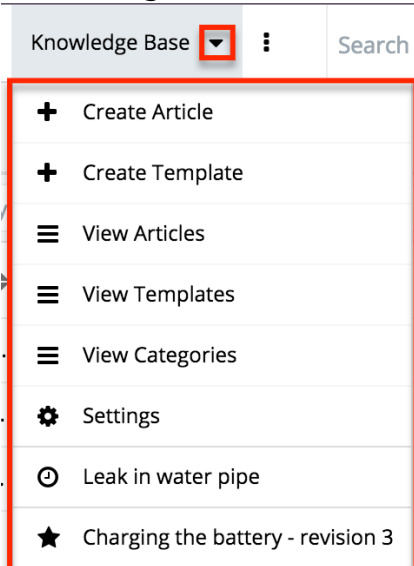 Knowledge Base
Search
Create Article
Create Template
View Articles
View Templates
View Categories
Settings
Leak in water pipe
Charging the battery - revision 3